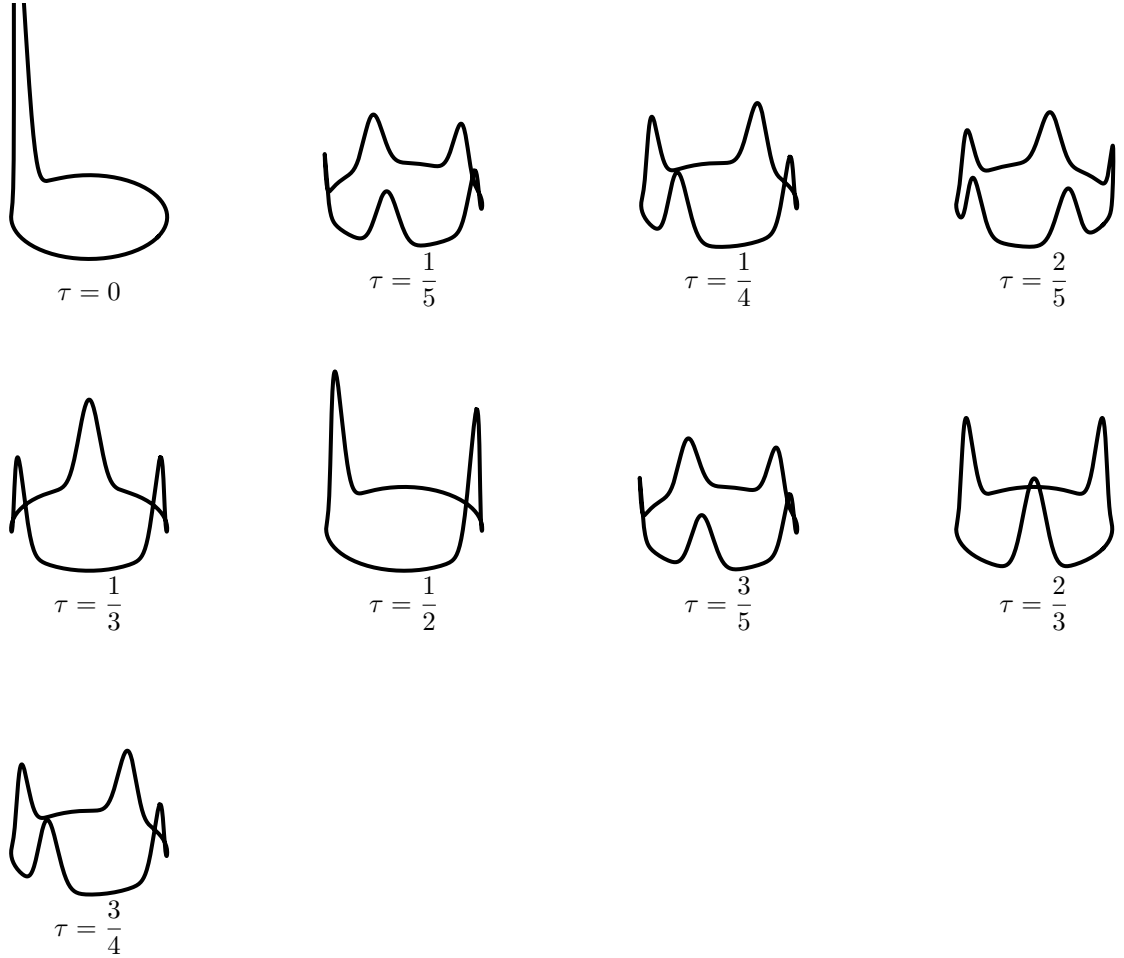 τ = 0
τ = 1/5
τ = 1/4
τ = 2/5
τ = 1/3
τ = 1/2
τ = 3/5
τ = 2/3
τ = 3/4